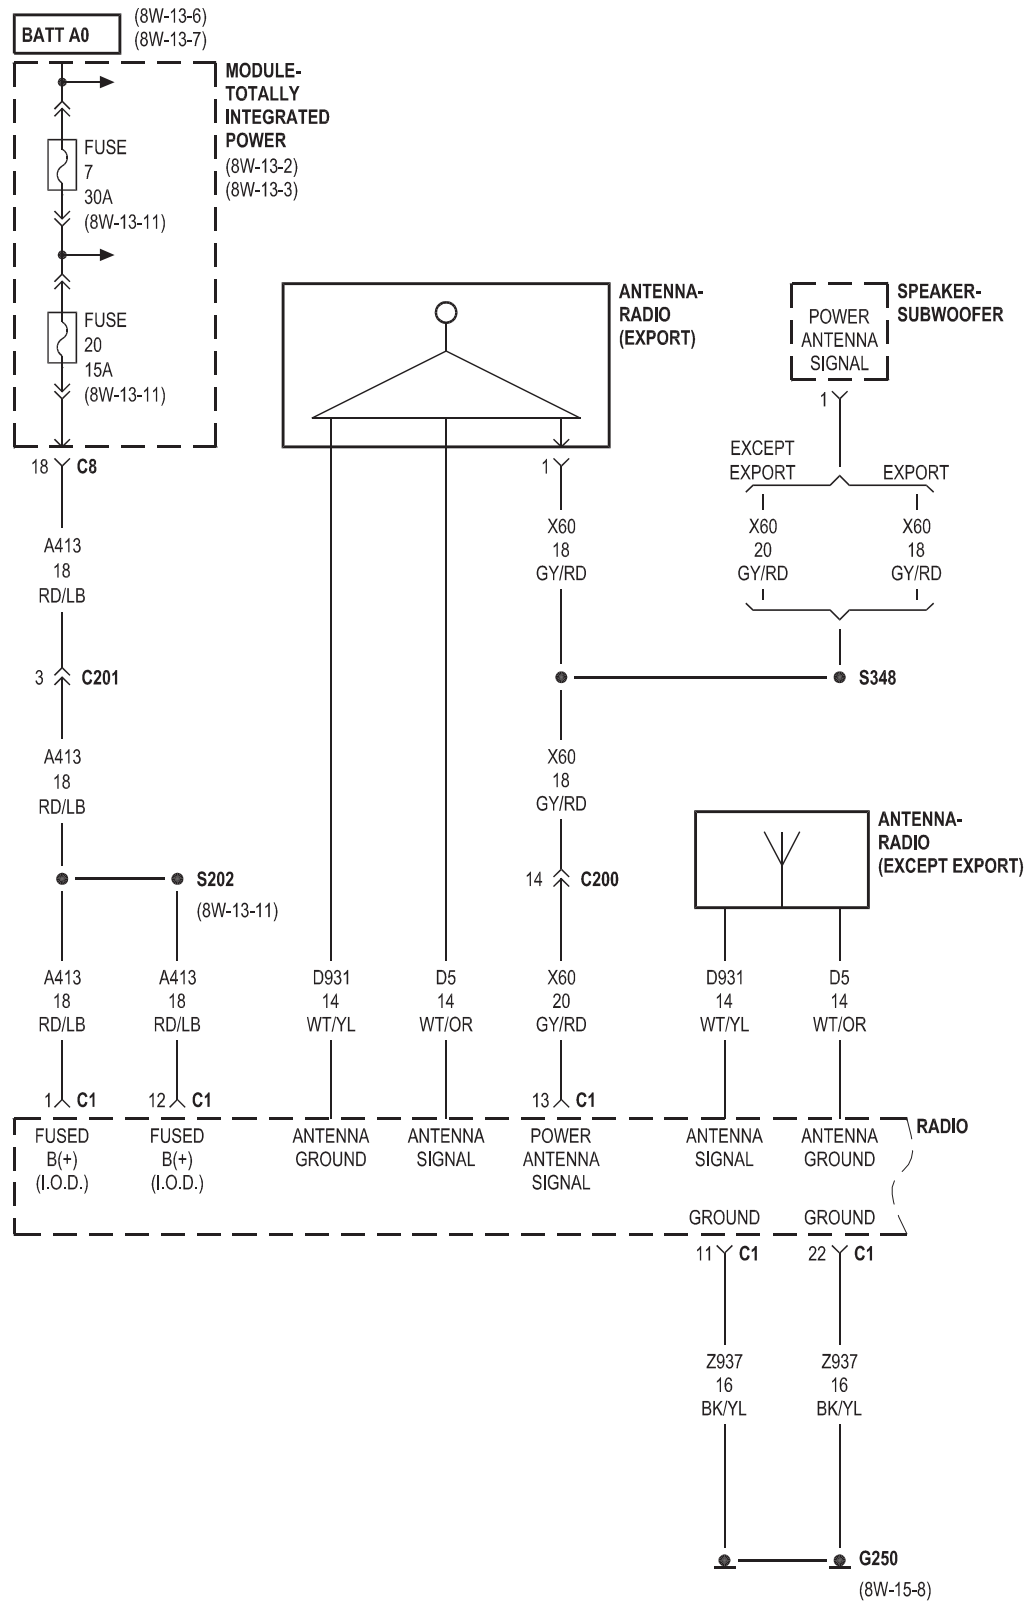 BATT A0
(8W-13-6)
(8W-13-7)
MODULE-
TOTALLY
INTEGRATED
POWER
(8W-13-2)
(8W-13-3)
FUSE
7
30A
(8W-13-11)
FUSE
20
15A
(8W-13-11)
18 C8
A413
18
RD/LB
3 C201
A413
18
RD/LB
S202
(8W-13-11)
A413
18
RD/LB
A413
18
RD/LB
1 C1
12 C1
ANTENNA-
RADIO
(EXPORT)
1
X60
18
GY/RD
SPEAKER-
SUBWOOFER
POWER
ANTENNA
SIGNAL
1
EXCEPT
EXPORT
EXPORT
X60
20
GY/RD
X60
18
GY/RD
S348
X60
18
GY/RD
14 C200
ANTENNA-
RADIO
(EXCEPT EXPORT)
D931
14
WT/YL
D5
14
WT/OR
X60
20
GY/RD
D931
14
WT/YL
D5
14
WT/OR
13 C1
RADIO
FUSED
B(+)
(I.O.D.)
FUSED
B(+)
(I.O.D.)
ANTENNA
GROUND
ANTENNA
SIGNAL
POWER
ANTENNA
SIGNAL
ANTENNA
SIGNAL
ANTENNA
GROUND
GROUND
GROUND
11 C1
22 C1
Z937
16
BK/YL
Z937
16
BK/YL
G250
(8W-15-8)